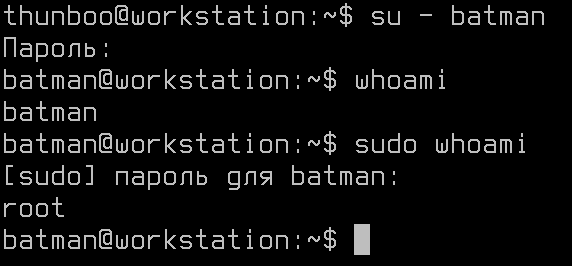 thunboo@workstation:~$ su - batman
Пароль:
batman@workstation:~$ whoami
batman
batman@workstation:~$ sudo whoami
[sudo] пароль для batman:
root
batman@workstation:~$